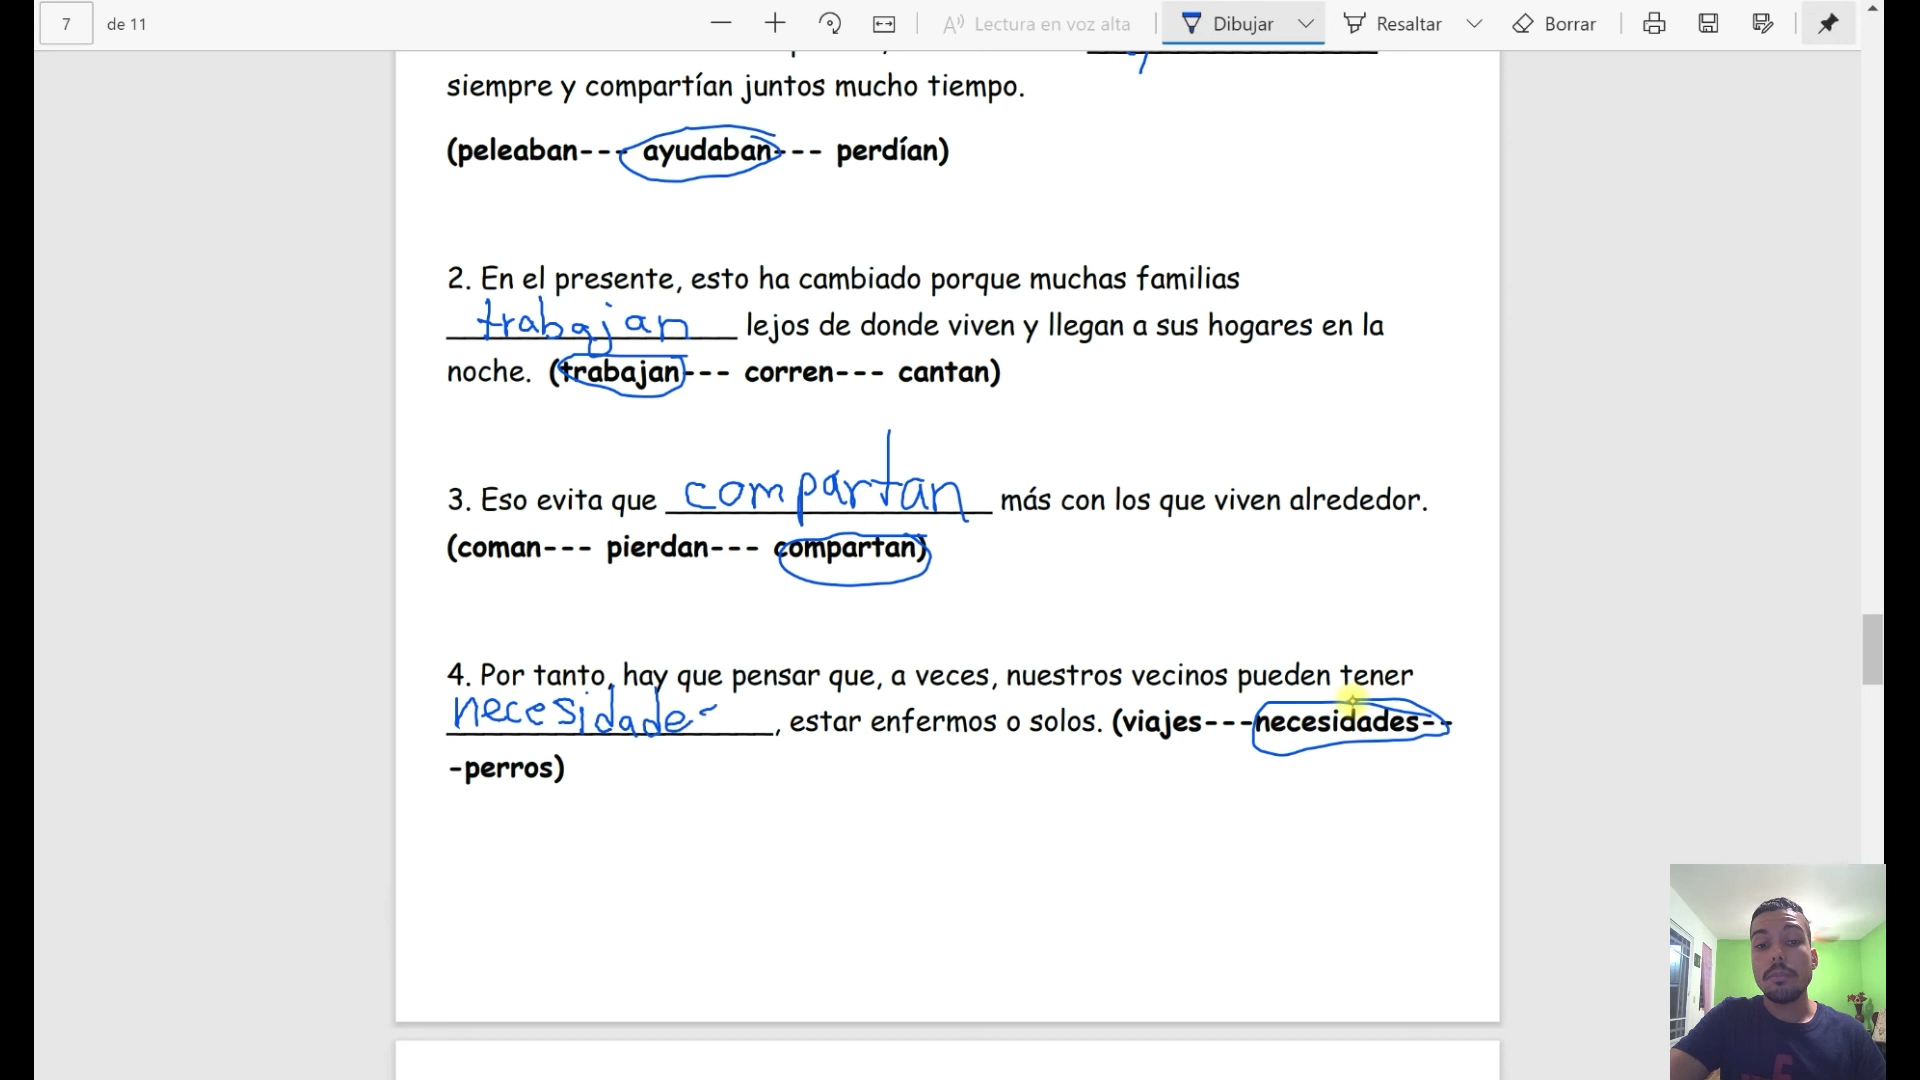 7 de 11 Lectura en voz alta Dibujar Resaltar Borrar
siempre y compartían juntos mucho tiempo.
(peleaban--- ayudaban--- perdían)
2. En el presente, esto ha cambiado porque muchas familias
trabajan lejos de donde viven y llegan a sus hogares en la
noche. (trabajan--- corren--- cantan)
3. Eso evita que compartan más con los que viven alrededor.
(coman--- pierdan--- compartan)
4. Por tanto, hay que pensar que, a veces, nuestros vecinos pueden tener
necesidade , estar enfermos o solos. (viajes---necesidades--
-perros)